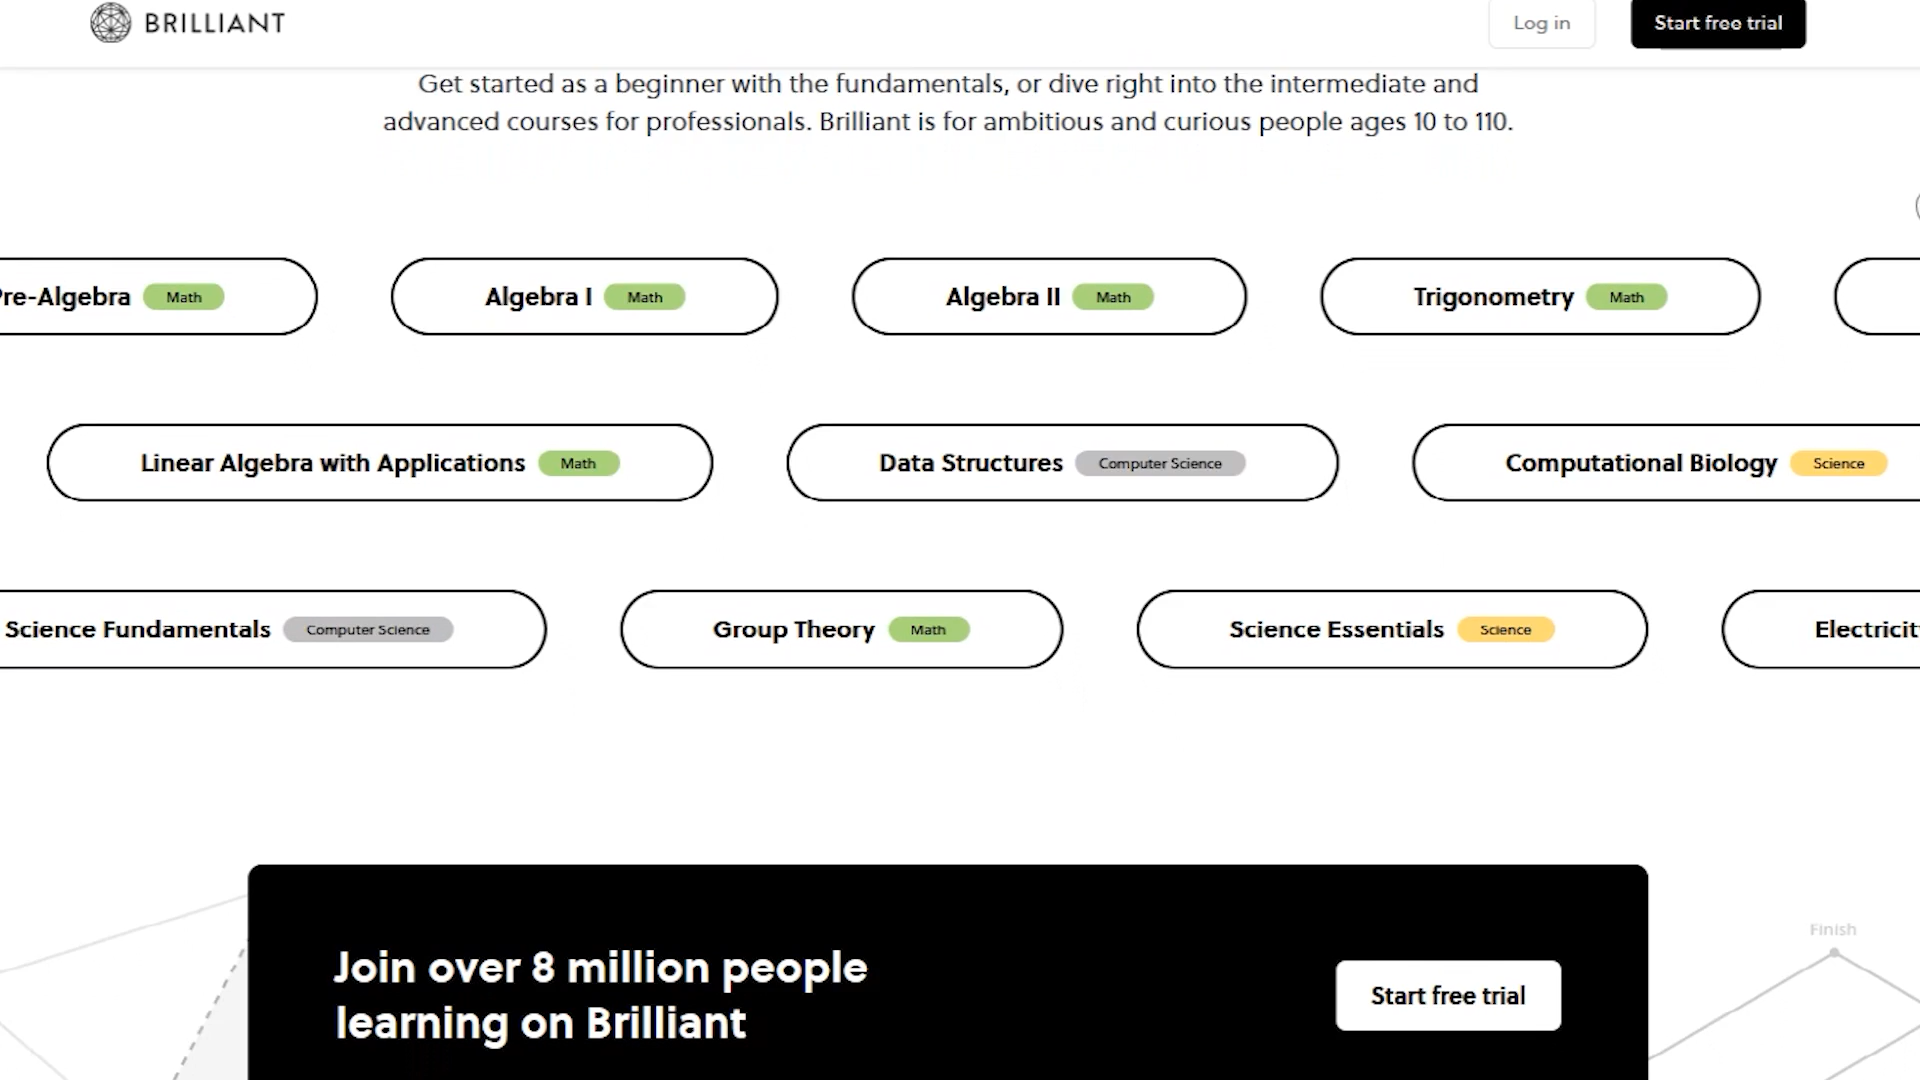 BRILLIANT
Log in
Start free trial
Get started as a beginner with the fundamentals, or dive right into the intermediate and
advanced courses for professionals. Brilliant is for ambitious and curious people ages 10 to 110.
Pre-Algebra Math
Algebra I Math
Algebra II Math
Trigonometry Math
Linear Algebra with Applications Math
Data Structures Computer Science
Computational Biology Science
Science Fundamentals Computer Science
Group Theory Math
Science Essentials Science
Electricity
Join over 8 million people
learning on Brilliant
Start free trial
Finish